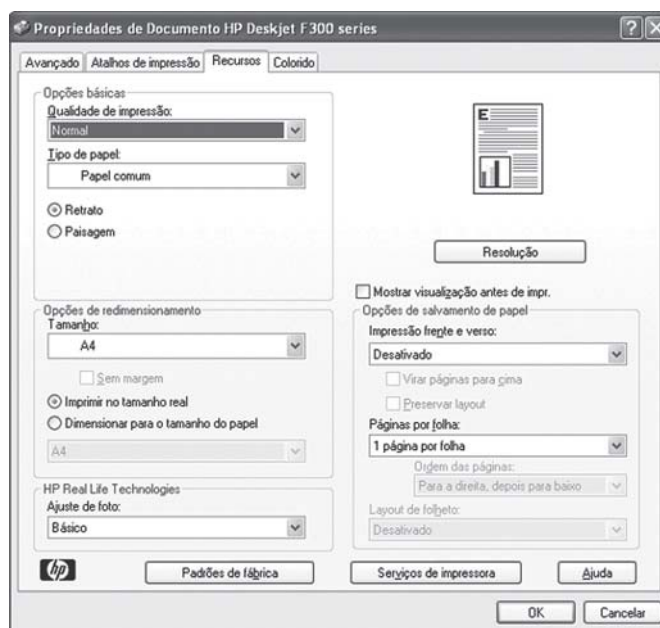 Propriedades de Documento HP Deskjet F300 series
Avançado Atalhos de impressão Recursos Colorido
Opções básicas
Qualidade de impressão:
Normal
Tipo de papel:
Papel comum
Retrato
Paisagem
E
Resolução
Mostrar visualização antes de impr.
Opções de redimensionamento
Tamanho:
A4
Sem margem
Imprimir no tamanho real
Dimensionar para o tamanho do papel
A4
Opções de salvamento de papel
Impressão frente e verso:
Desativado
Virar páginas para cima
Preservar layout
Páginas por folha:
1 página por folha
Ordem das páginas:
Para a direita, depois para baixo
Layout de folheto:
Desativado
HP Real Life Technologies
Ajuste de foto:
Básico
hp Padrões de fábrica Serviços de impressora Ajuda
OK Cancelar